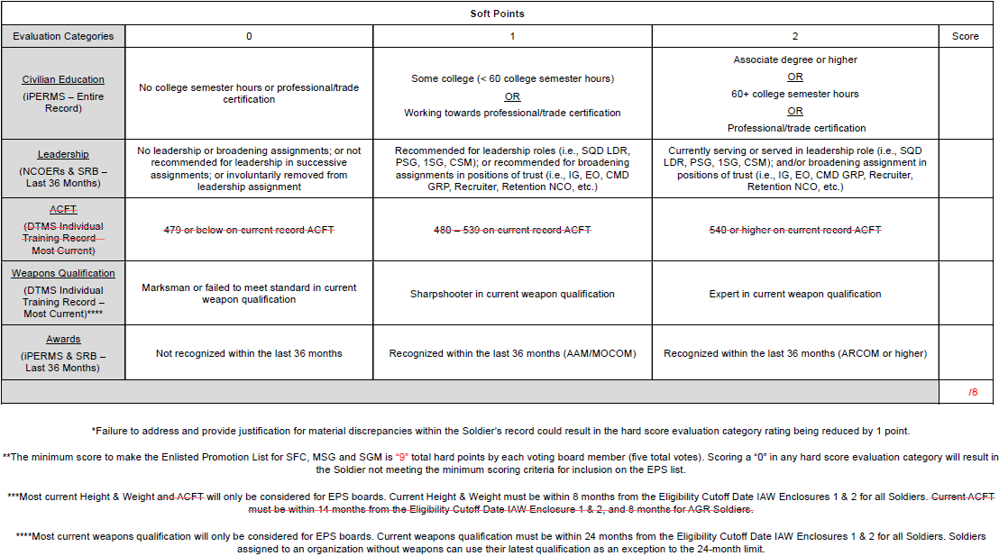 Soft Points
Evaluation Categories
0
1
2
Score
Civilian Education
(iPERMS – Entire
Record)
No college semester hours or professional/trade
certification
Some college (< 60 college semester hours)
OR
Working towards professional/trade certification
Associate degree or higher
OR
60+ college semester hours
OR
Professional/trade certification
Leadership
(NCOERs & SRB –
Last 36 Months)
No leadership or broadening assignments; or not
recommended for leadership in successive
assignments; or involuntarily removed from
leadership assignment
Recommended for leadership roles (i.e., SQD LDR,
PSG, 1SG, CSM); or recommended for broadening
assignments in positions of trust (i.e., IG, EO, CMD
GRP, Recruiter, Retention NCO, etc.)
Currently serving or served in leadership role (i.e., SQD
LDR, PSG, 1SG, CSM); and/or broadening assignment in
positions of trust (i.e., IG, EO, CMD GRP, Recruiter,
Retention NCO, etc.)
ACFT
(DTMS Individual
Training Record –
Most Current)
479 or below on current record ACFT
480 – 539 on current record ACFT
540 or higher on current record ACFT
Weapons Qualification
(DTMS Individual
Training Record –
Most Current)****
Marksman or failed to meet standard in current
weapon qualification
Sharpshooter in current weapon qualification
Expert in current weapon qualification
Awards
(iPERMS & SRB –
Last 36 Months)
Not recognized within the last 36 months
Recognized within the last 36 months (AAM/MOCOM)
Recognized within the last 36 months (ARCOM or higher)
/8
*Failure to address and provide justification for material discrepancies within the Soldier's record could result in the hard score evaluation category rating being reduced by 1 point.
**The minimum score to make the Enlisted Promotion List for SFC, MSG and SGM is "9" total hard points by each voting board member (five total votes). Scoring a "0" in any hard score evaluation category will result in
the Soldier not meeting the minimum scoring criteria for inclusion on the EPS list.
***Most current Height & Weight and ACFT will only be considered for EPS boards. Current Height & Weight must be within 8 months from the Eligibility Cutoff Date IAW Enclosures 1 & 2 for all Soldiers. Current ACFT
must be within 14 months from the Eligibility Cutoff Date IAW Enclosure 1 & 2, and 8 months for AGR Soldiers.
****Most current weapons qualification will only be considered for EPS boards. Current weapons qualification must be within 24 months from the Eligibility Cutoff Date IAW Enclosures 1 & 2 for all Soldiers. Soldiers
assigned to an organization without weapons can use their latest qualification as an exception to the 24-month limit.